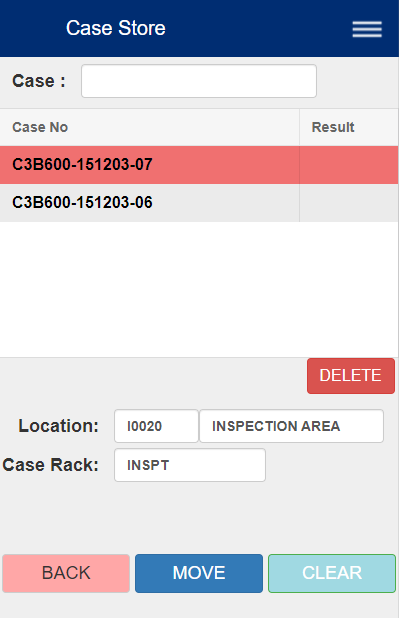 Case Store
Case :
Case No Result
C3B600-151203-07
C3B600-151203-06
DELETE
Location: I0020 INSPECTION AREA
Case Rack: INSPT
BACK MOVE CLEAR